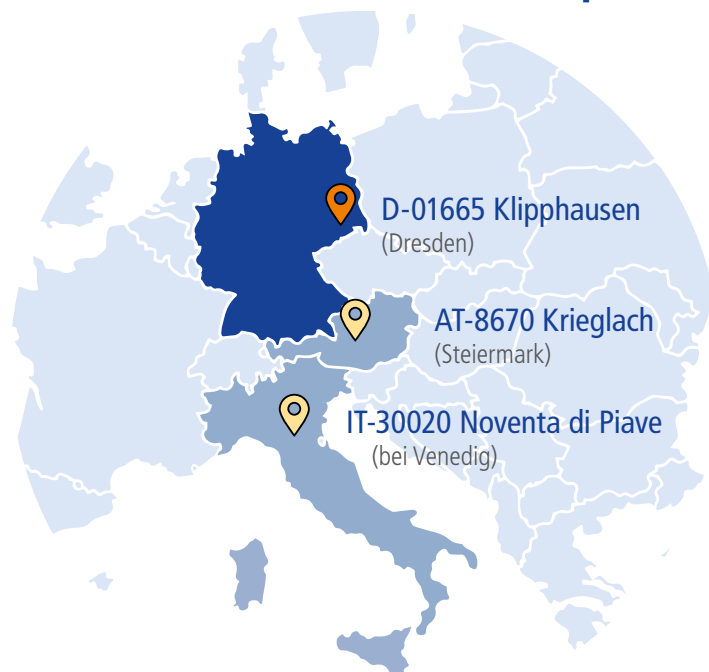 D-01665 Klipphausen
(Dresden)
AT-8670 Krieglach
(Steiermark)
IT-30020 Noventa di Piave
(bei Venedig)